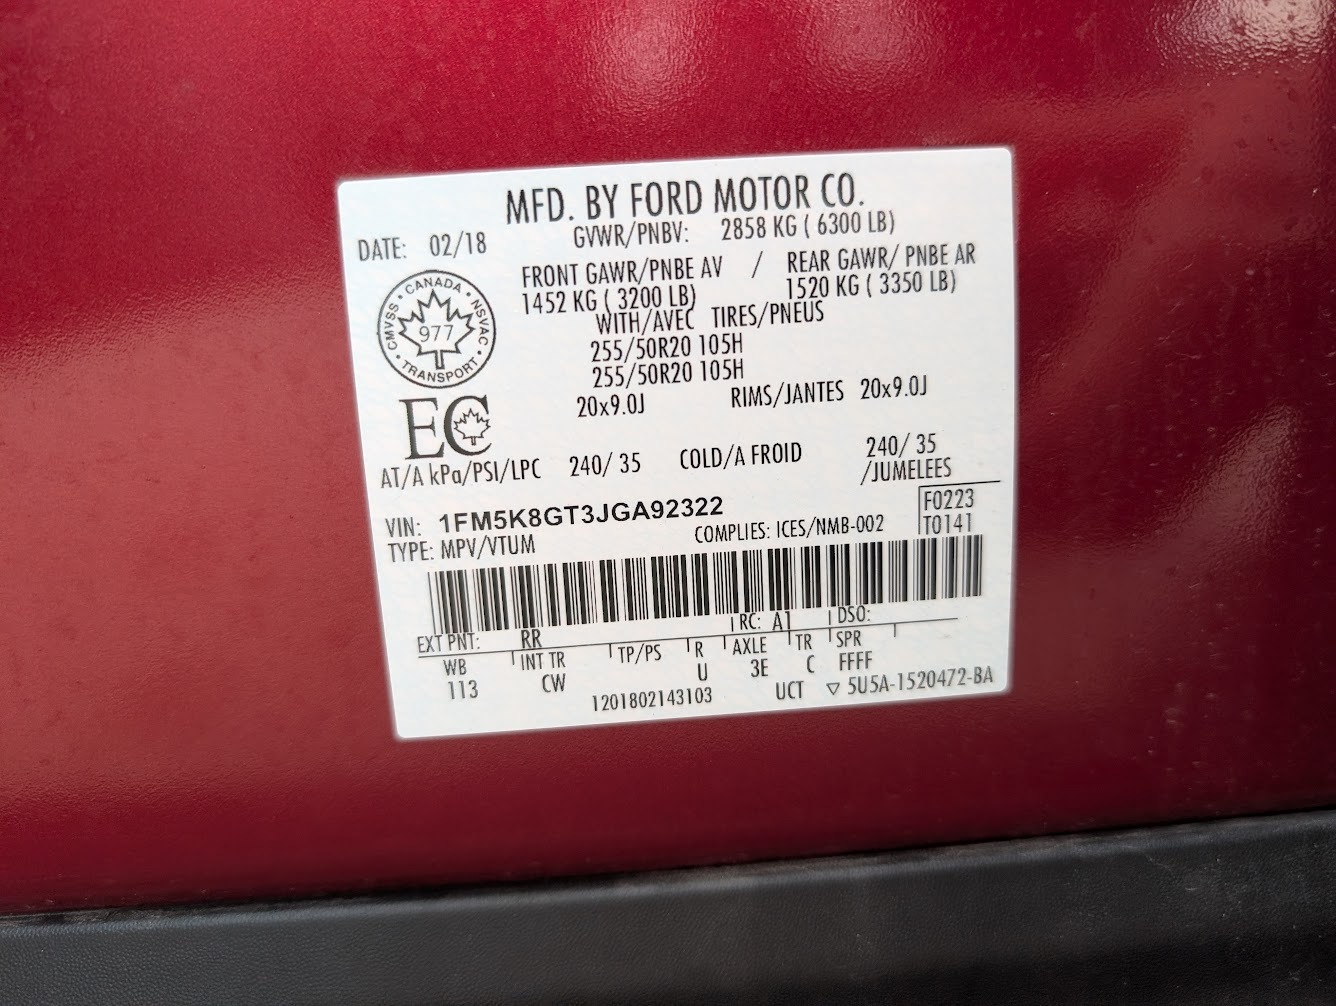 MFD. BY FORD MOTOR CO.
DATE: 02/18
GVWR/PNBV: 2858 KG ( 6300 LB)
FRONT GAWR/PNBE AV / REAR GAWR/ PNBE AR
1452 KG ( 3200 LB) 1520 KG ( 3350 LB)
WITH/AVEC TIRES/PNEUS
255/50R20 105H
255/50R20 105H
20x9.0J RIMS/JANTES 20x9.0J
CANADA • NSVAC • TRANSPORT • CMVSS •
977
EC
AT/A kPa/PSI/LPC 240/ 35 COLD/A FROID 240/ 35
/JUMELEES
VIN: 1FM5K8GT3JGA92322
F0223
TYPE: MPV/VTUM COMPLIES: ICES/NMB-002 T0141
EXT PNT: RR RC: A1 DSO:
WB INT TR TP/PS R AXLE TR SPR
113 CW U 3E C FFFF
1201802143103 UCT ▽ 5U5A-1520472-BA